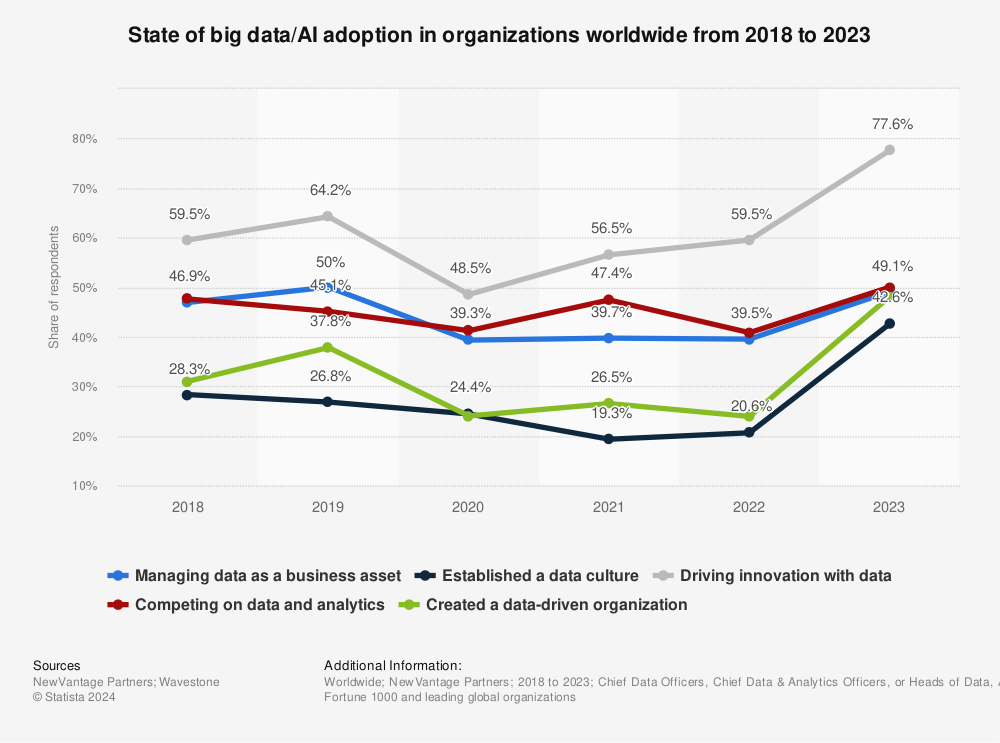 State of big data/AI adoption in organizations worldwide from 2018 to 2023
Share of respondents
80%
70%
60%
50%
40%
30%
20%
10%
59.5%
64.2%
48.5%
56.5%
59.5%
77.6%
46.9%
50%
39.3%
39.7%
39.5%
49.1%
45.1%
47.4%
28.3%
26.8%
24.4%
19.3%
20.6%
42.6%
37.8%
26.5%
2018
2019
2020
2021
2022
2023
Managing data as a business asset
Established a data culture
Driving innovation with data
Competing on data and analytics
Created a data-driven organization
Sources
NewVantage Partners; Wavestone
© Statista 2024
Additional Information:
Worldwide; NewVantage Partners; 2018 to 2023; Chief Data Officers, Chief Data & Analytics Officers, or Heads of Data,
Fortune 1000 and leading global organizations